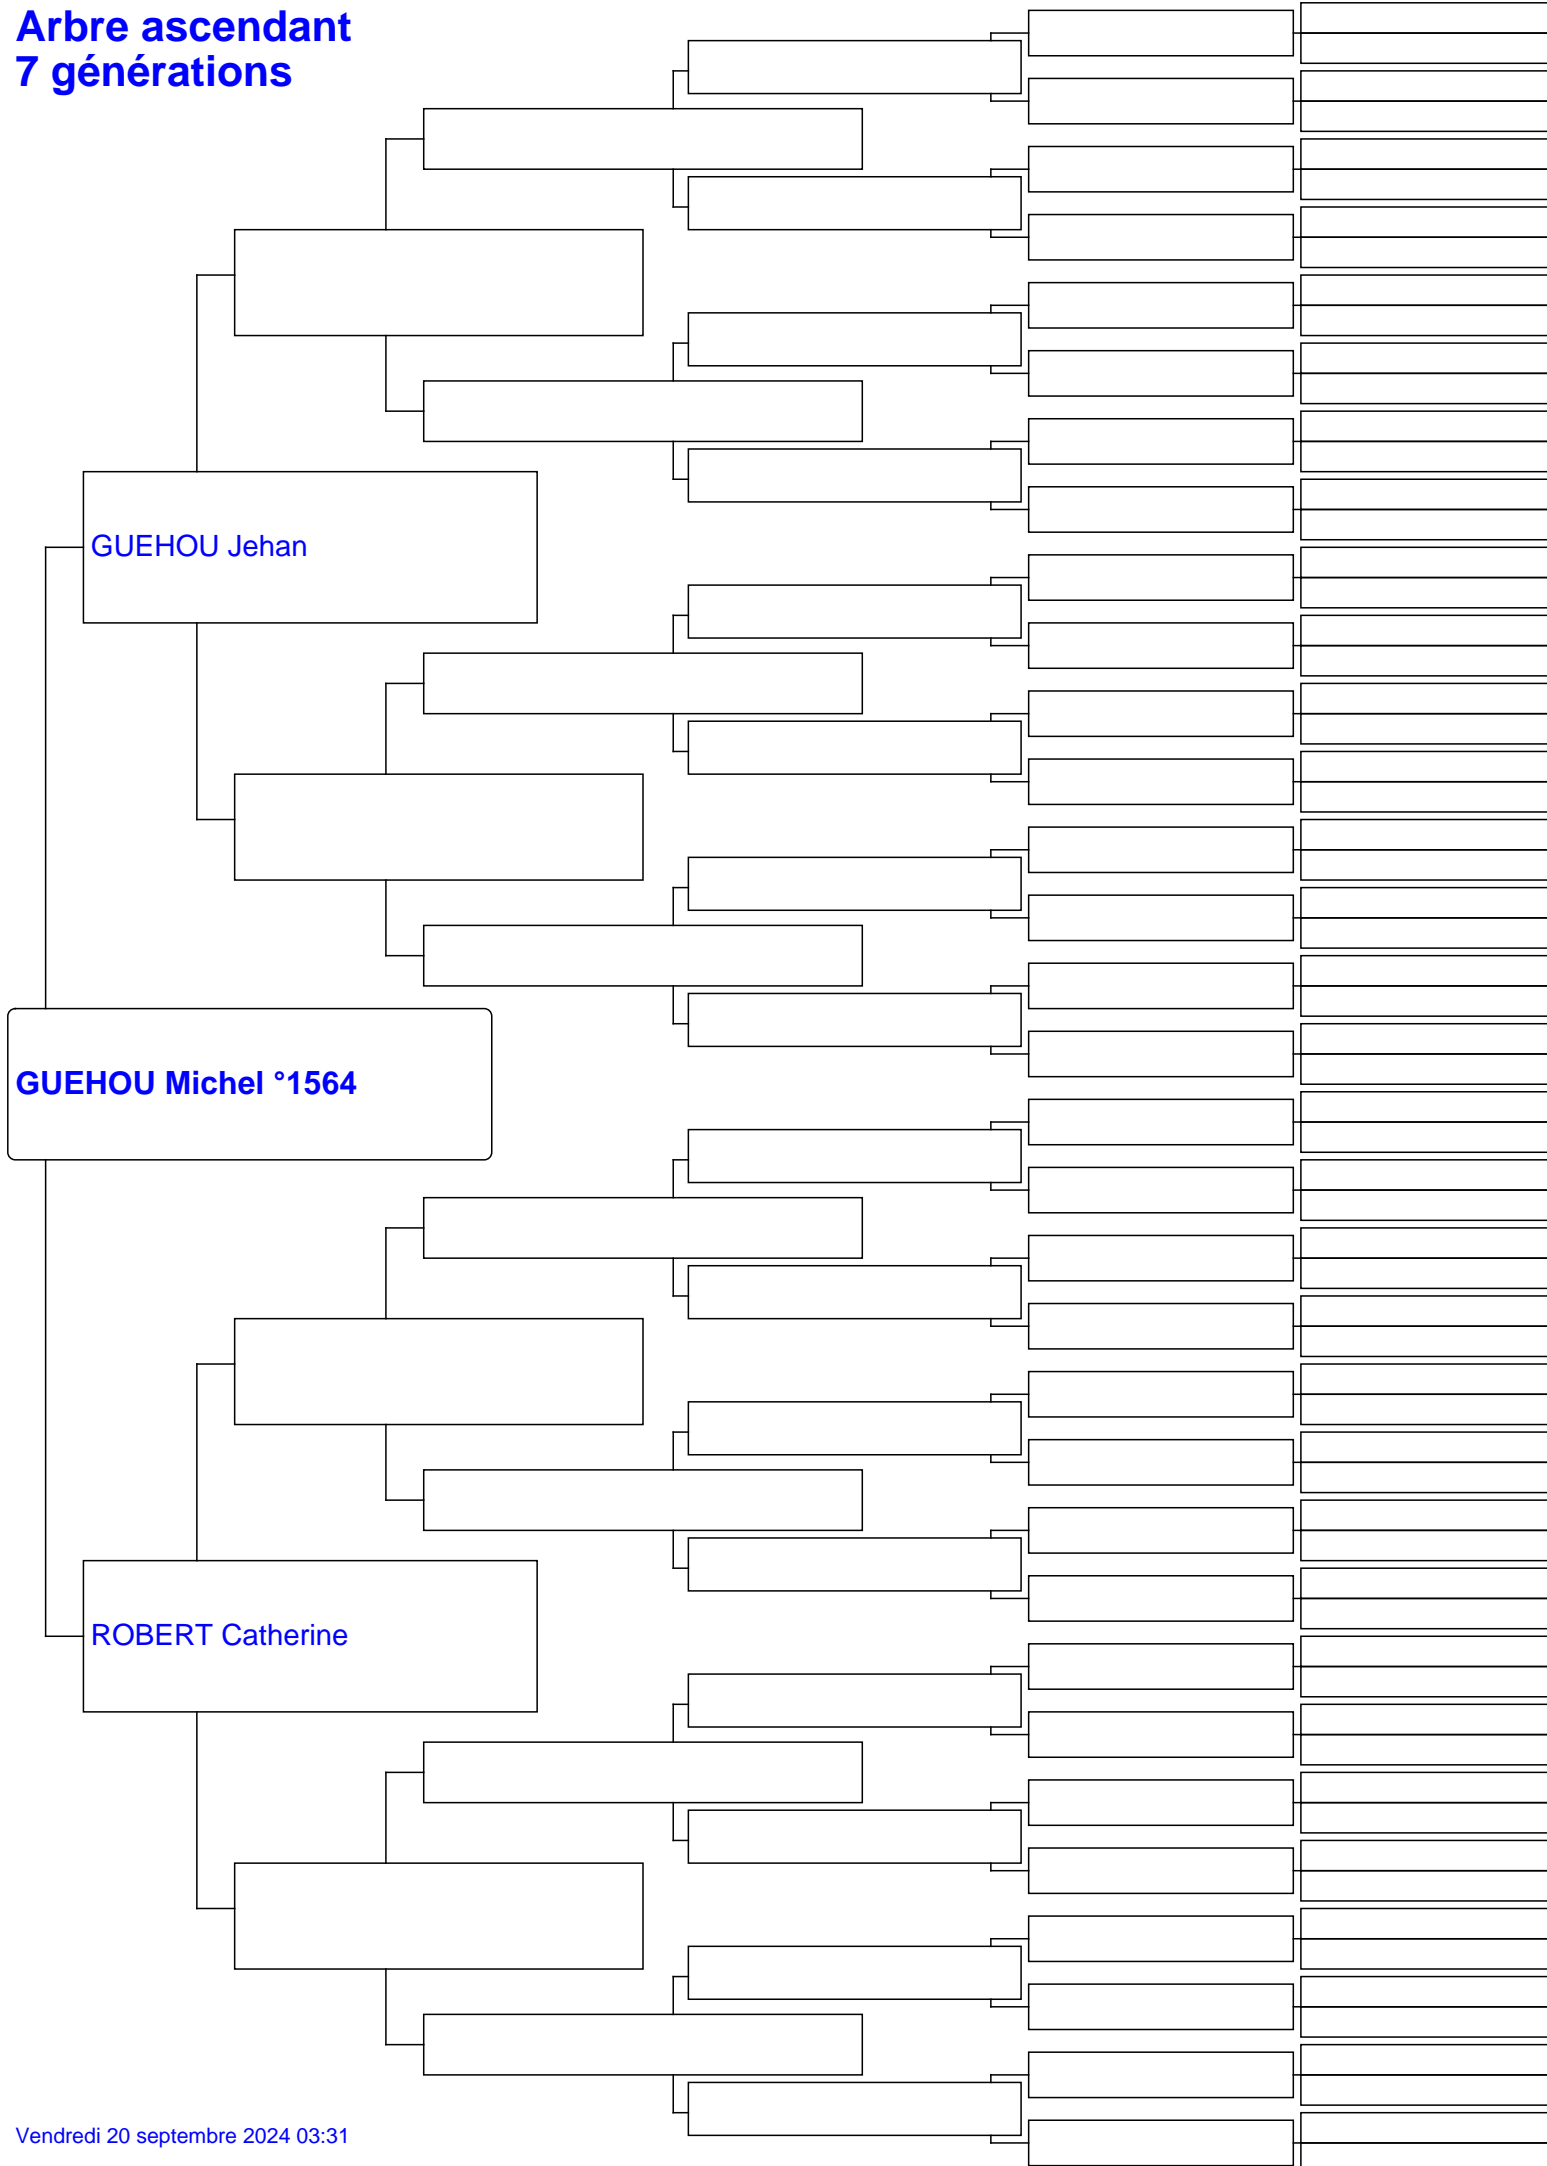 Arbre ascendant
7 générations
GUEHOU Jehan
GUEHOU Michel °1564
ROBERT Catherine
Vendredi 20 septembre 2024 03:31